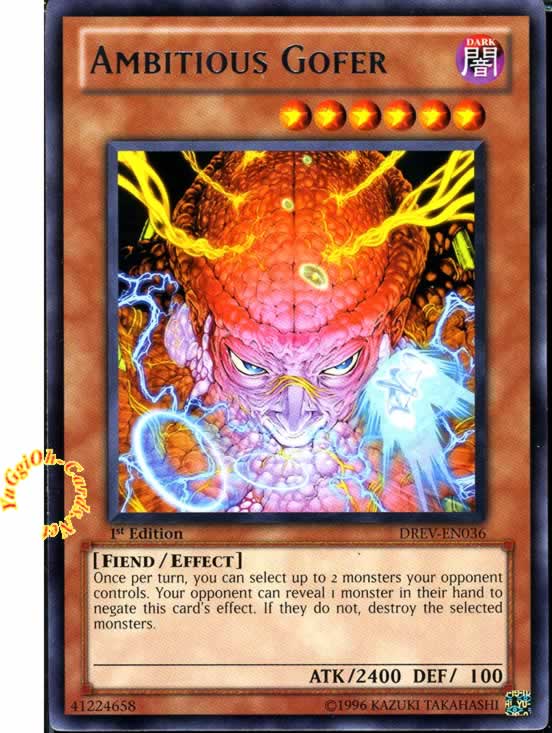 AMBITIOUS GOFER
DARK
闇
1st Edition
DREV-EN036
[FIEND/EFFECT]
Once per turn, you can select up to 2 monsters your opponent
controls. Your opponent can reveal 1 monster in their hand to
negate this card's effect. If they do not, destroy the selected
monsters.
ATK/2400 DEF/ 100
41224658
©1996 KAZUKI TAKAHASHI
YuGgiOh-Cards.Net